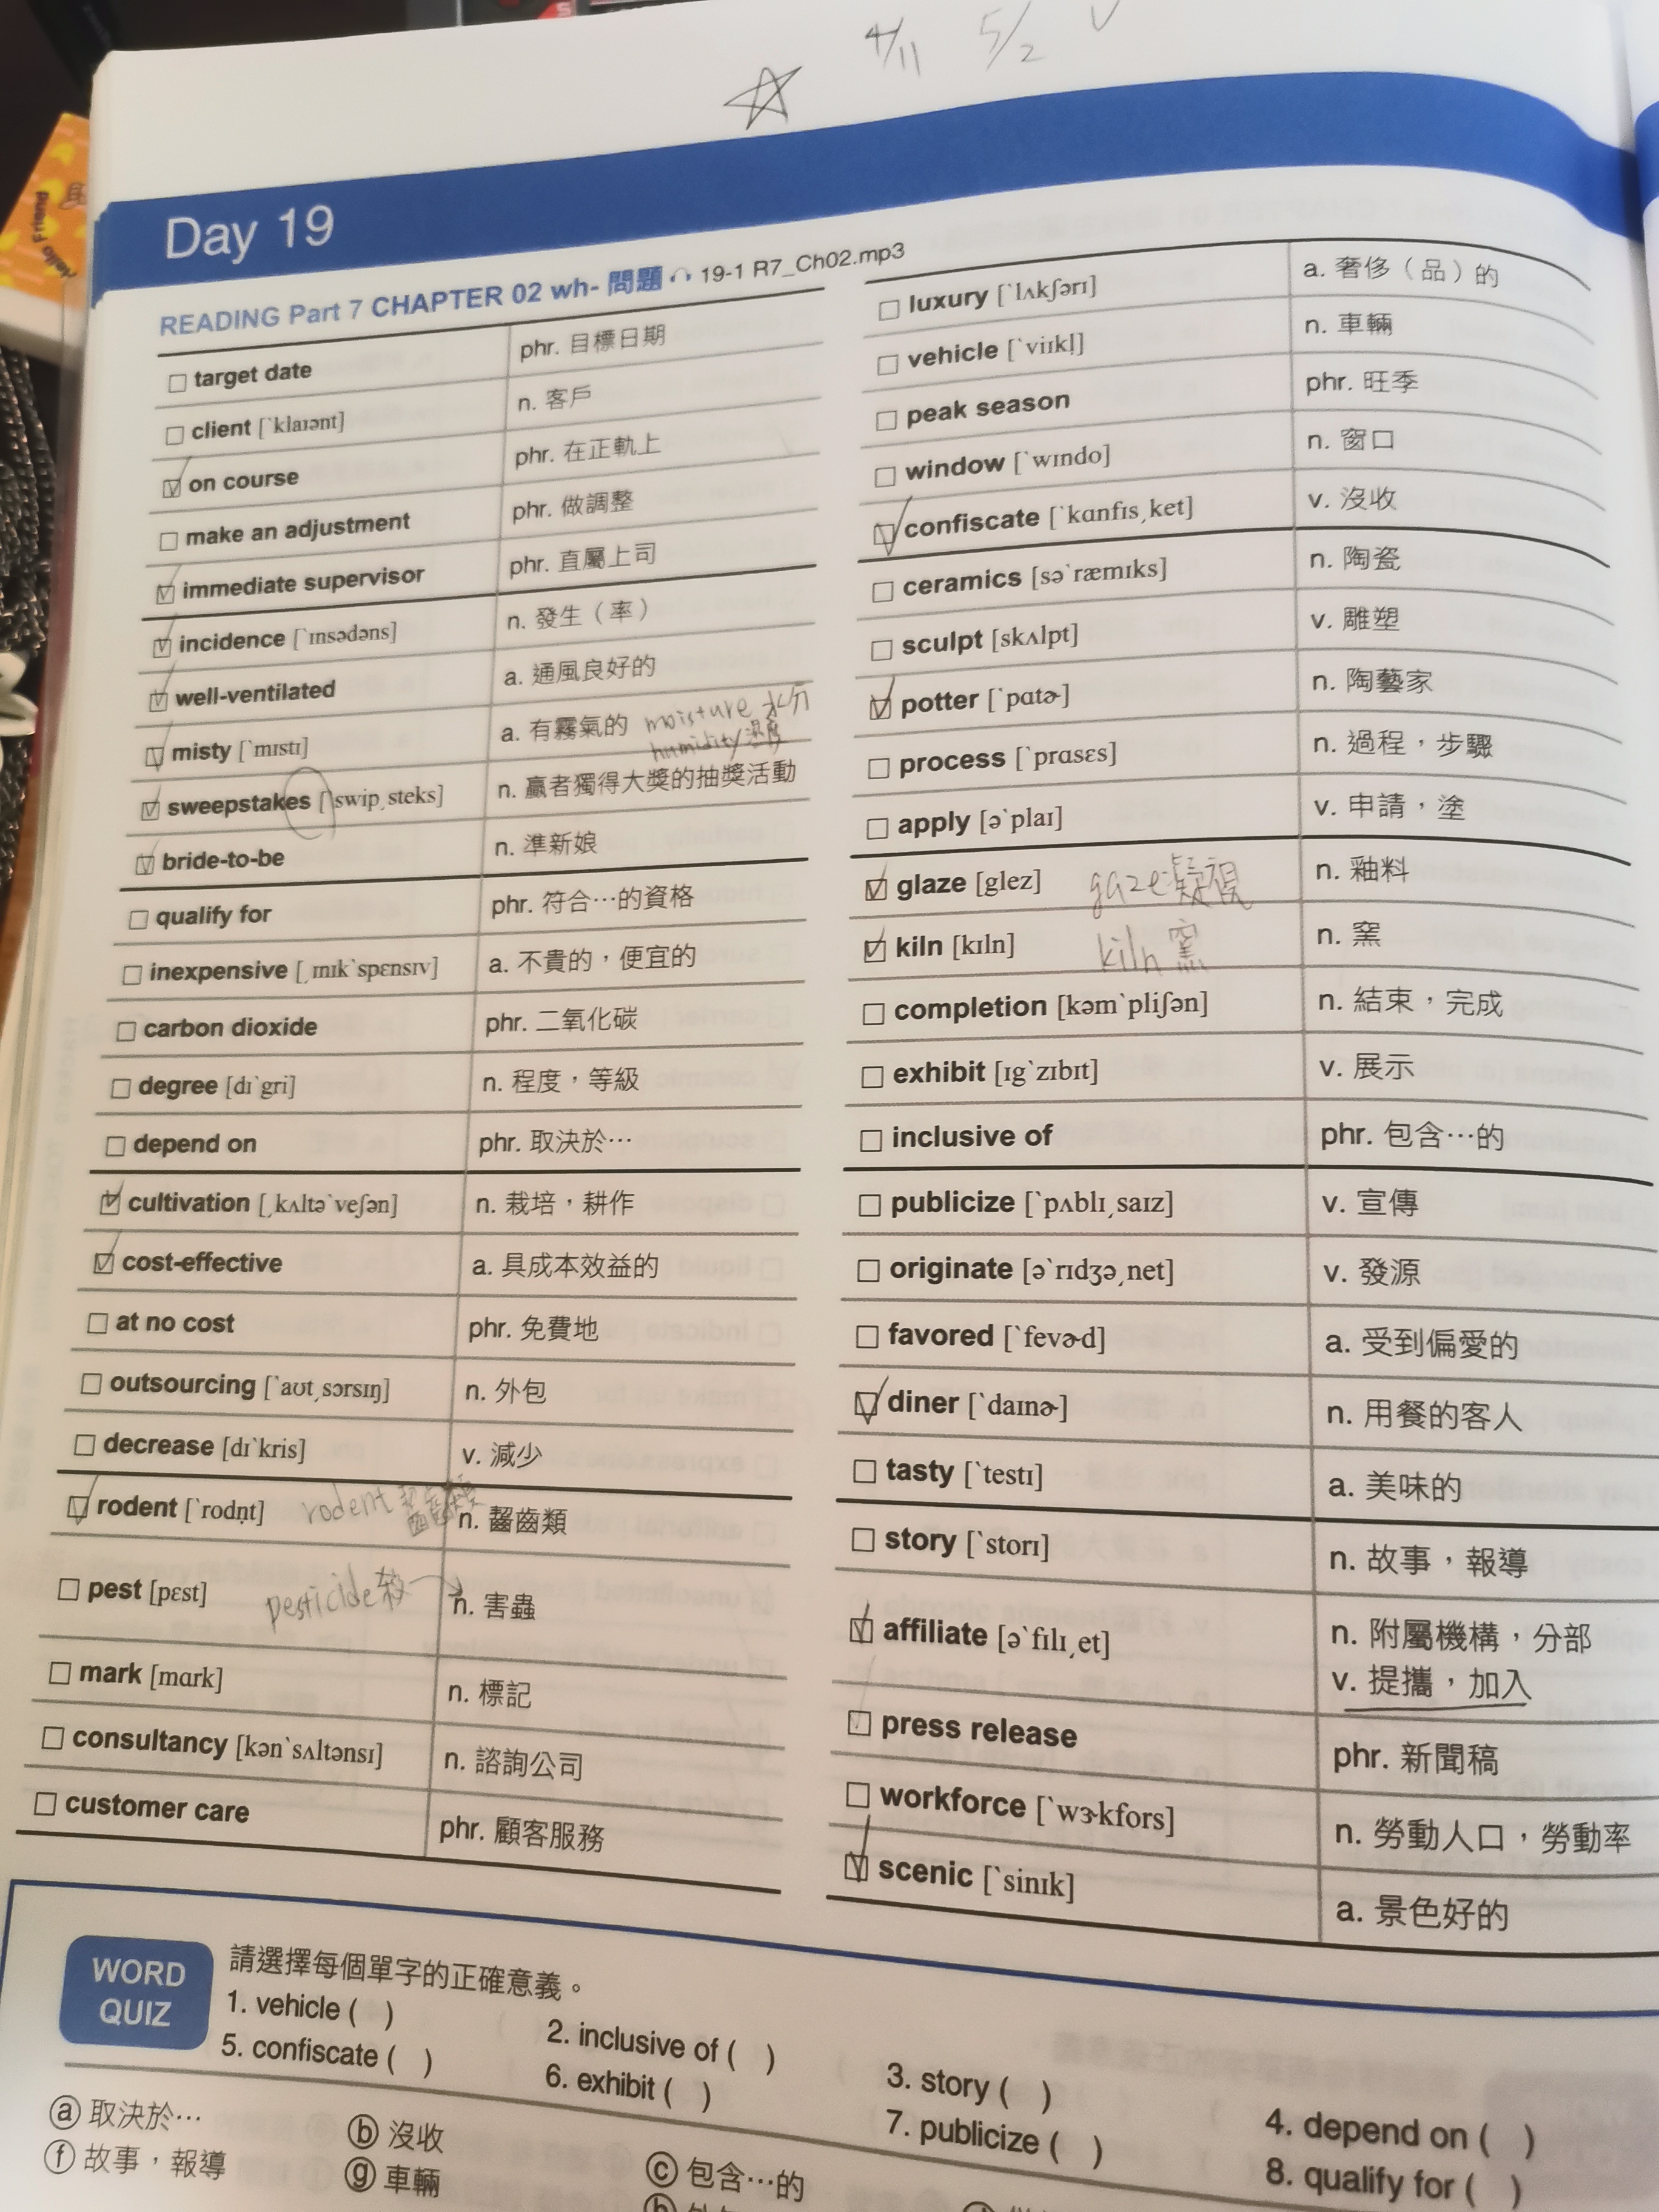 4/11 5/2 V
Hello Friend
Day 19
READING Part 7 CHAPTER 02 wh- 問題 19-1 R7_Ch02.mp3
target date phr. 目標日期
client [ˋklaɪənt] n. 客戶
on course phr. 在正軌上
make an adjustment phr. 做調整
immediate supervisor phr. 直屬上司
incidence [ˋɪnsədəns] n. 發生（率）
well-ventilated a. 通風良好的
misty [ˋmɪstɪ] a. 有霧氣的 moisture 水分
humidity 濕度
sweepstakes [ˋswip͵steks] n. 贏者獨得大獎的抽獎活動
bride-to-be n. 準新娘
qualify for phr. 符合…的資格
inexpensive [͵ɪnɪkˋspɛnsɪv] a. 不貴的，便宜的
carbon dioxide phr. 二氧化碳
degree [dɪˋgri] n. 程度，等級
depend on phr. 取決於…
cultivation [͵kʌltəˋveʃən] n. 栽培，耕作
cost-effective a. 具成本效益的
at no cost phr. 免費地
outsourcing [ˋaʊt͵sɔrsɪŋ] n. 外包
decrease [dɪˋkris] v. 減少
rodent [ˋrodn̩t] rodent 齧齒類 n. 齧齒類
pest [pɛst] pesticide 殺 n. 害蟲
mark [mɑrk] n. 標記
consultancy [kənˋsʌltənsɪ] n. 諮詢公司
customer care phr. 顧客服務
luxury [ˋlʌkʃərɪ] a. 奢侈（品）的
vehicle [ˋviɪkl̩] n. 車輛
peak season phr. 旺季
window [ˋwɪndo] n. 窗口
confiscate [ˋkɑnfɪs͵ket] v. 沒收
ceramics [səˋræmɪks] n. 陶瓷
sculpt [skʌlpt] v. 雕塑
potter [ˋpɑtɚ] n. 陶藝家
process [ˋprɑsɛs] n. 過程，步驟
apply [əˋplaɪ] v. 申請，塗
glaze [glez] gaze 凝視 n. 釉料
kiln [kɪln] kiln 窯 n. 窯
completion [kəmˋpliʃən] n. 結束，完成
exhibit [ɪgˋzɪbɪt] v. 展示
inclusive of phr. 包含…的
publicize [ˋpʌblɪ͵saɪz] v. 宣傳
originate [əˋrɪdʒə͵net] v. 發源
favored [ˋfevɚd] a. 受到偏愛的
diner [ˋdaɪnɚ] n. 用餐的客人
tasty [ˋtestɪ] a. 美味的
story [ˋstorɪ] n. 故事，報導
affiliate [əˋfɪlɪ͵et] n. 附屬機構，分部
v. 提攜，加入
press release phr. 新聞稿
workforce [ˋwɝkfors] n. 勞動人口，勞動率
scenic [ˋsinɪk] a. 景色好的
WORD QUIZ
請選擇每個單字的正確意義。
1. vehicle ( ) 2. inclusive of ( ) 3. story ( ) 4. depend on ( )
5. confiscate ( ) 6. exhibit ( ) 7. publicize ( ) 8. qualify for ( )
ⓐ 取決於… ⓑ 沒收 ⓒ 包含…的
ⓕ 故事，報導 ⓖ 車輛